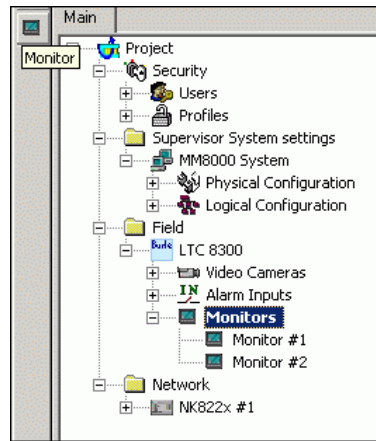 Main
Monitor
Project
Security
Users
Profiles
Supervisor System settings
MM8000 System
Physical Configuration
Logical Configuration
Field
Burle LTC 8300
Video Cameras
IN Alarm Inputs
Monitors
Monitor #1
Monitor #2
Network
NK822x #1